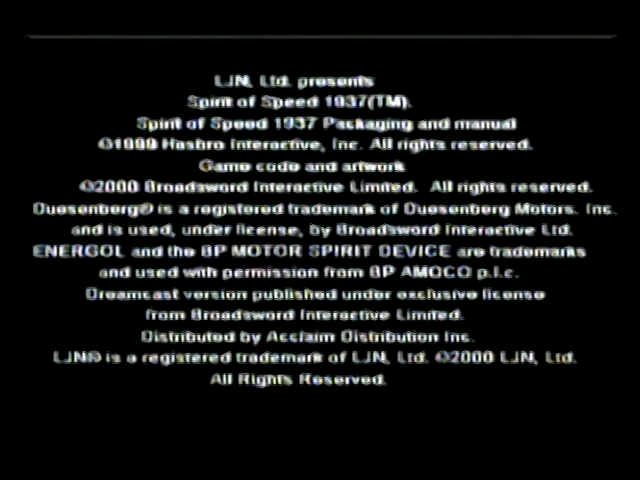 LJN, Ltd. presents
Spirit of Speed 1937(TM).
Spirit of Speed 1937 Packaging and manual
©1999 Hasbro Interactive, Inc. All rights reserved.
Game code and artwork
©2000 Broadsword Interactive Limited. All rights reserved.
Duesenberg® is a registered trademark of Duesenberg Motors. Inc.
and is used, under license, by Broadsword Interactive Ltd.
ENERGOL and the BP MOTOR SPIRIT DEVICE are trademarks
and used with permission from BP AMOCO p.l.c.
Dreamcast version published under exclusive license
from Broadsword Interactive Limited.
Distributed by Acclaim Distribution Inc.
LJN® is a registered trademark of LJN, Ltd. ©2000 LJN, Ltd.
All Rights Reserved.